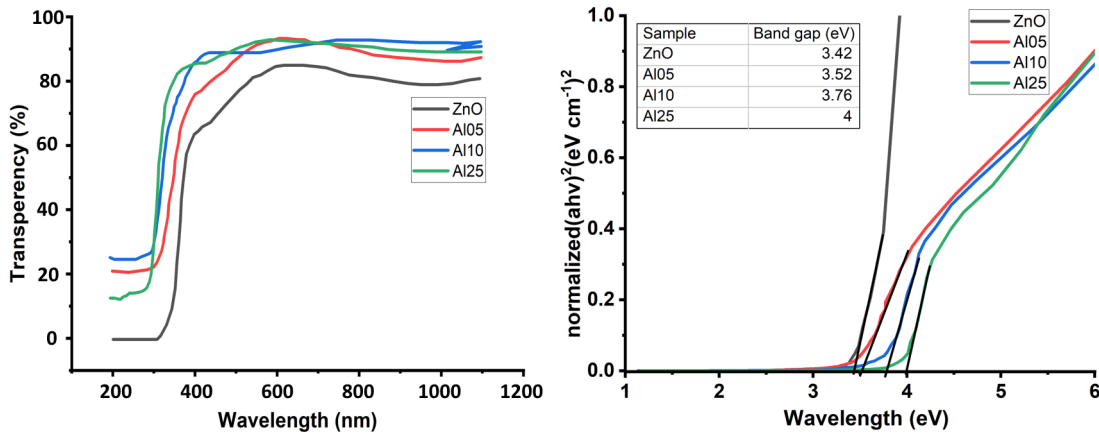 100
80
60
40
20
0
Transperency (%)
ZnO
Al05
Al10
Al25
200 400 600 800 1000 1200
Wavelength (nm)
1.0
0.8
0.6
0.4
0.2
0.0
normalized(ahv)²(eV cm⁻¹)²
Sample Band gap (eV)
ZnO 3.42
Al05 3.52
Al10 3.76
Al25 4
ZnO
Al05
Al10
Al25
1 2 3 4 5 6
Wavelength (eV)